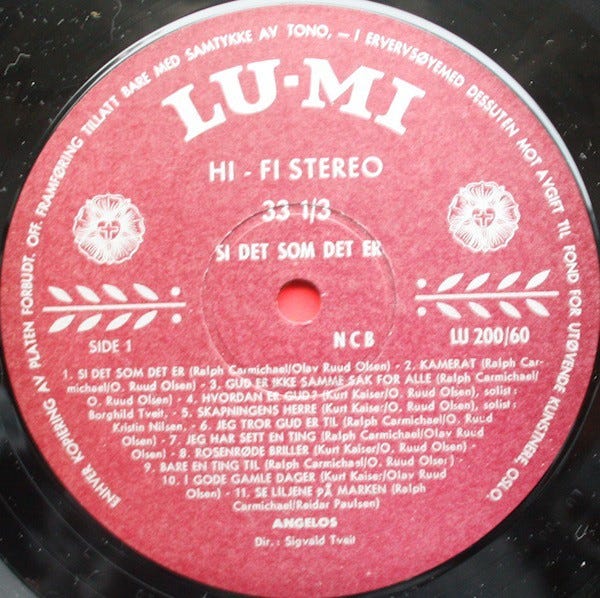 ENHVER KOPIERING AV PLATEN FORBUDT. OFF. FRAMFØRING TILLATT BARE MED SAMTYKKE AV TONO, — I ERVERVSØYEMED DESSUTEN MOT AVGIFT TIL FOND FOR UTØVENDE KUNSTNERE OSLO.
LU-MI
HI - FI STEREO
33 1/3
SI DET SOM DET ER
SIDE 1
NCB
LU 200/60
1. SI DET SOM DET ER (Ralph Carmichael/Olav Ruud Olsen) - 2. KAMERAT (Ralph Car-
michael/O. Ruud Olsen) - 3. GUD ER IKKE SAMME SAK FOR ALLE (Ralph Carmichael/
O. Ruud Olsen) - 4. HVORDAN ER GUD? (Kurt Kaiser/O. Ruud Olsen), solist:
Borghild Tveit. - 5. SKAPNINGENS HERRE (Kurt Kaiser/O. Ruud Olsen), solist:
Kristin Nilsen. - 6. JEG TROR GUD ER TIL (Ralph Carmichael/O. Ruud
Olsen) - 7. JEG HAR SETT EN TING (Ralph Carmichael/Olav Ruud
Olsen) - 8. ROSENRØDE BRILLER (Kurt Kaiser/O. Ruud Olsen) -
9. BARE EN TING TIL (Ralph Carmichael/O. Ruud Olsen)
10. I GODE GAMLE DAGER (Kurt Kaiser/Olav Ruud
Olsen) - 11. SE LILJENE PÅ MARKEN (Ralph
Carmichael/Reidar Paulsen)
ANGELOS
Dir.: Sigvald Tveit